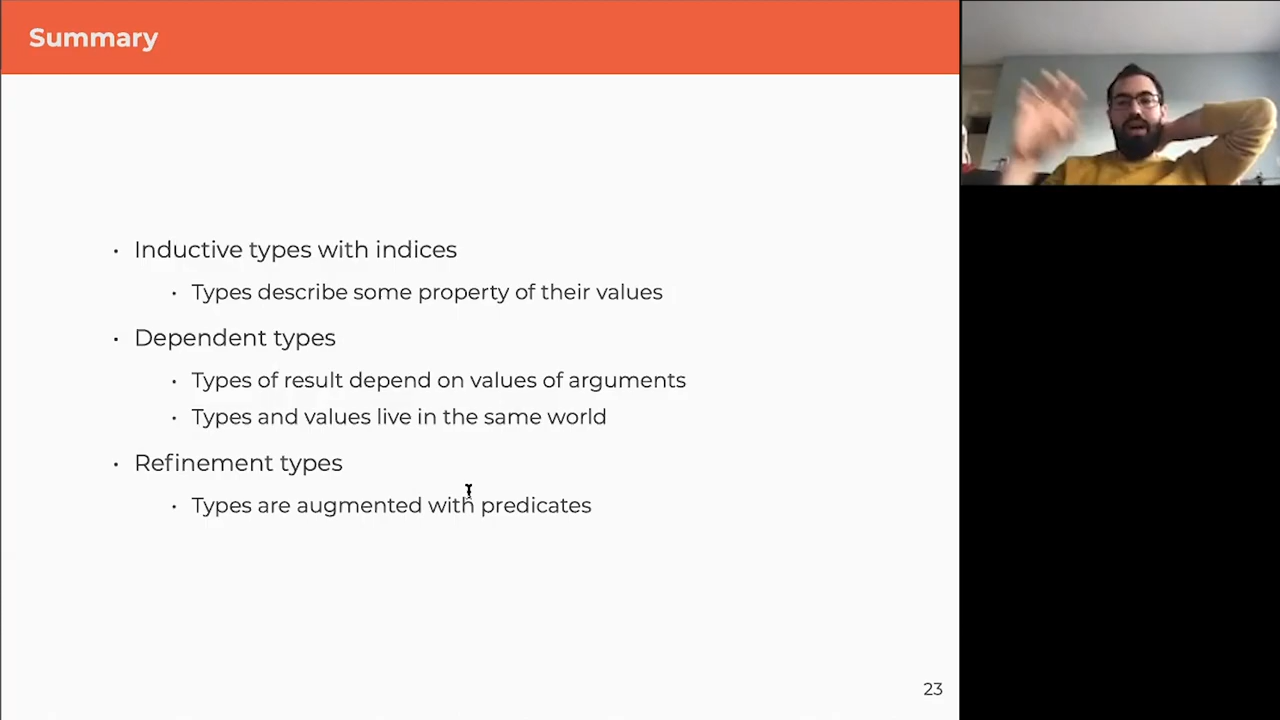 Summary
• Inductive types with indices
• Types describe some property of their values
• Dependent types
• Types of result depend on values of arguments
• Types and values live in the same world
• Refinement types
• Types are augmented with predicates
23